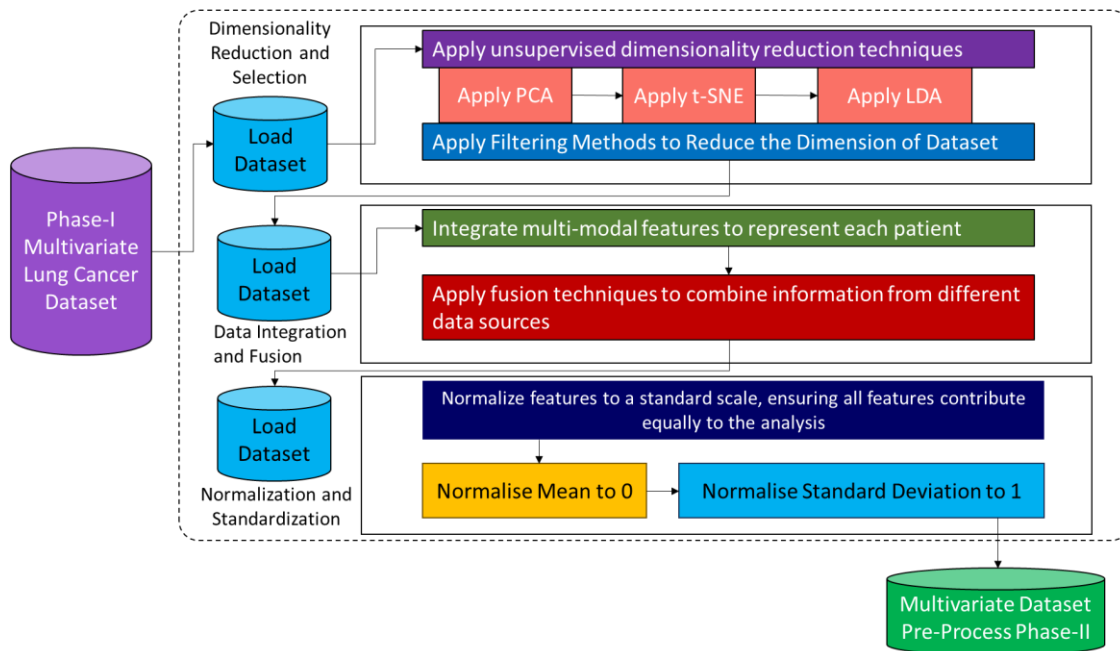 Phase-I
Multivariate
Lung Cancer
Dataset
Dimensionality
Reduction and
Selection
Load
Dataset
Apply unsupervised dimensionality reduction techniques
Apply PCA
Apply t-SNE
Apply LDA
Apply Filtering Methods to Reduce the Dimension of Dataset
Load
Dataset
Data Integration
and Fusion
Integrate multi-modal features to represent each patient
Apply fusion techniques to combine information from different
data sources
Load
Dataset
Normalization and
Standardization
Normalize features to a standard scale, ensuring all features contribute
equally to the analysis
Normalise Mean to 0
Normalise Standard Deviation to 1
Multivariate Dataset
Pre-Process Phase-II